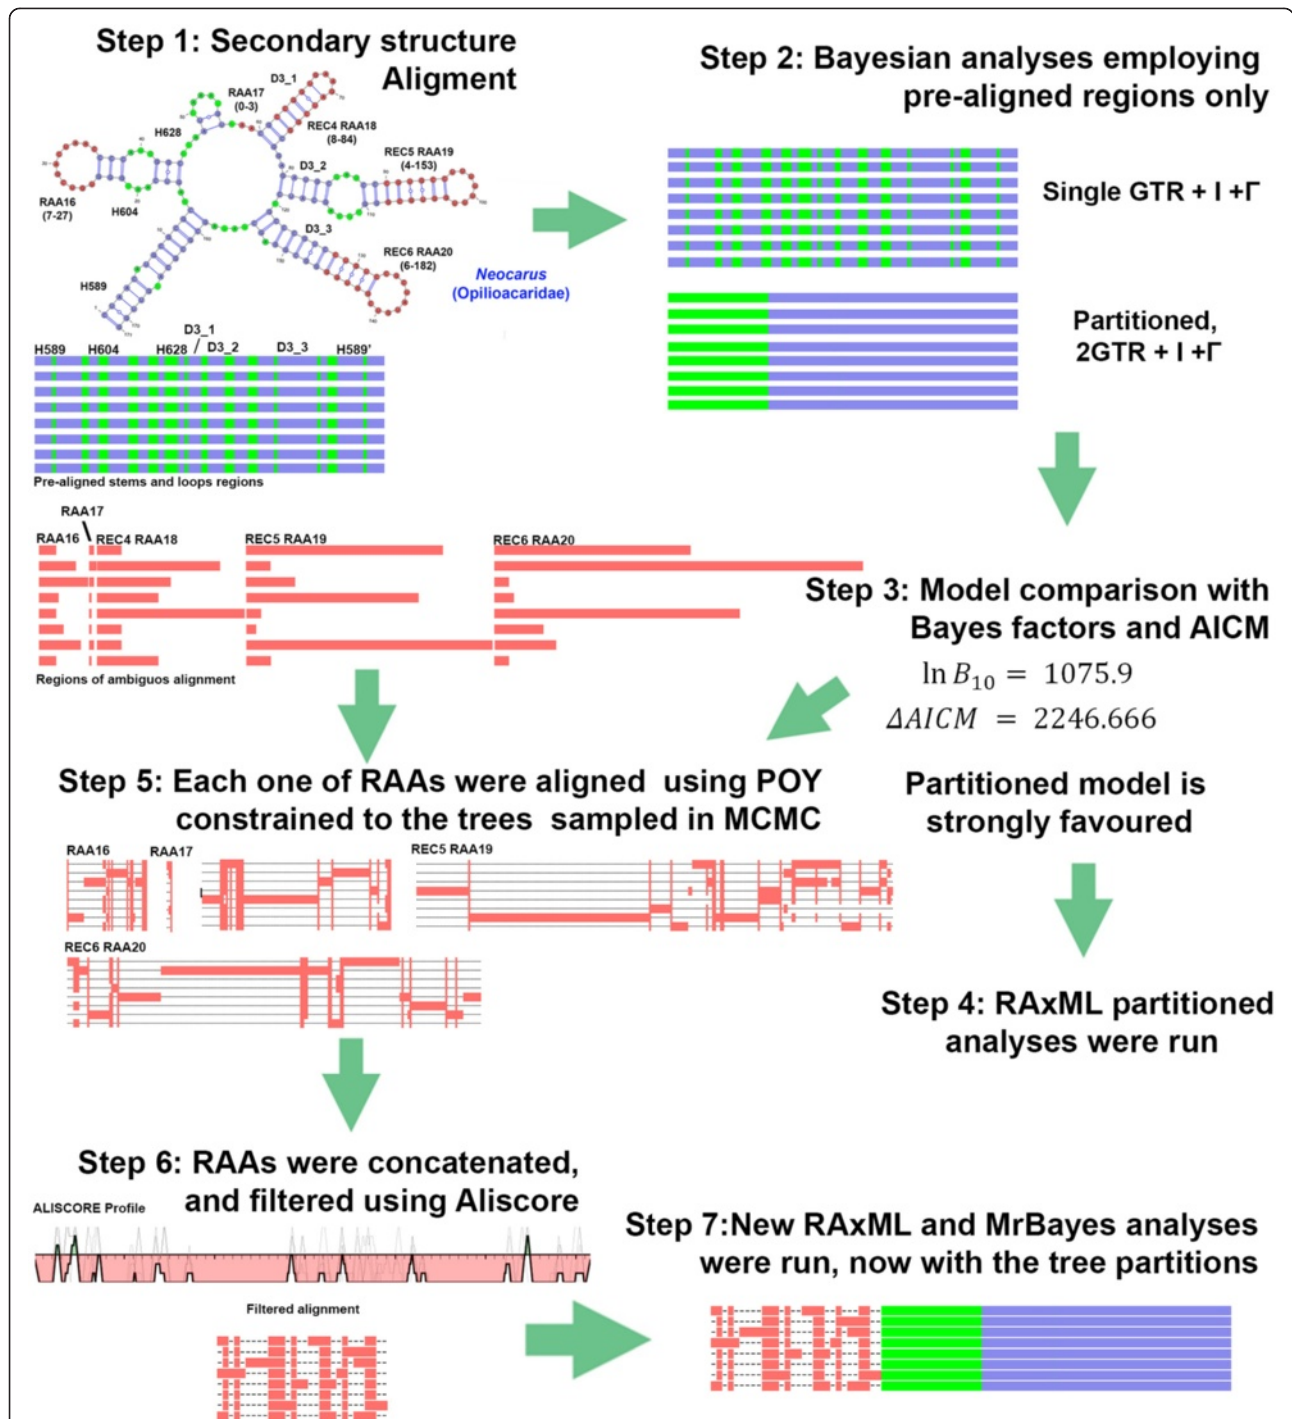 Step 1: Secondary structure
Aligment
D3_1
RAA17
(0-3)
H628
REC4 RAA18
(8-84)
REC5 RAA19
(4-153)
D3_2
RAA16
(7-27)
H604
D3_3
REC6 RAA20
(6-182)
H589
Neocarus
(Opilioacaridae)
D3_1
H589 H604 H628 / D3_2 D3_3 H589'
Pre-aligned stems and loops regions
RAA17
RAA16 \ REC4 RAA18 REC5 RAA19 REC6 RAA20
Regions of ambiguos alignment
Step 2: Bayesian analyses employing
pre-aligned regions only
Single GTR + I +Γ
Partitioned,
2GTR + I +Γ
Step 3: Model comparison with
Bayes factors and AICM
ln B10 = 1075.9
ΔAICM = 2246.666
Partitioned model is
strongly favoured
Step 4: RAxML partitioned
analyses were run
Step 5: Each one of RAAs were aligned using POY
constrained to the trees sampled in MCMC
RAA16 RAA17 REC5 RAA19
REC6 RAA20
Step 6: RAAs were concatenated,
and filtered using Aliscore
ALISCORE Profile
Filtered alignment
Step 7:New RAxML and MrBayes analyses
were run, now with the tree partitions